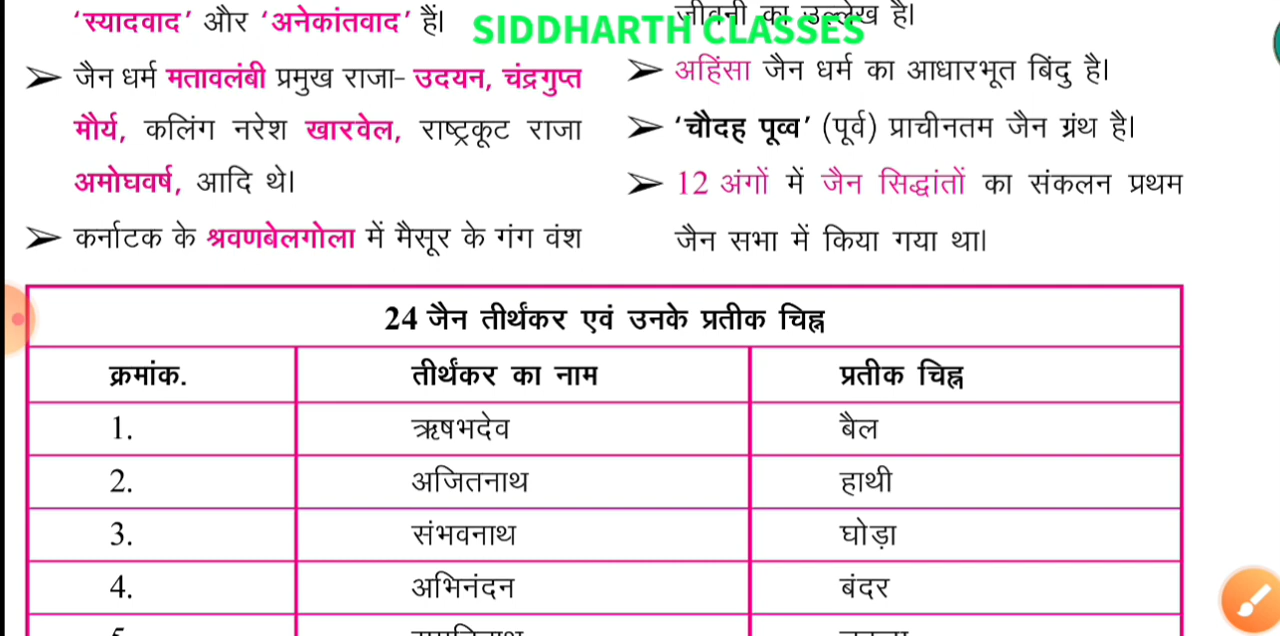 ‘स्यादवाद’ और ‘अनेकांतवाद’ हैं।
➢ जैन धर्म मतावलंबी प्रमुख राजा- उदयन, चंद्रगुप्त
मौर्य, कलिंग नरेश खारवेल, राष्ट्रकूट राजा
अमोघवर्ष, आदि थे।
➢ कर्नाटक के श्रवणबेलगोला में मैसूर के गंग वंश
SIDDHARTH CLASSES
जीवनी का उल्लेख है।
➢ अहिंसा जैन धर्म का आधारभूत बिंदु है।
➢ ‘चौदह पूव्व’ (पूर्व) प्राचीनतम जैन ग्रंथ है।
➢ 12 अंगों में जैन सिद्धांतों का संकलन प्रथम
जैन सभा में किया गया था।
24 जैन तीर्थंकर एवं उनके प्रतीक चिह्न
क्रमांक. तीर्थंकर का नाम प्रतीक चिह्न
1. ऋषभदेव बैल
2. अजितनाथ हाथी
3. संभवनाथ घोड़ा
4. अभिनंदन बंदर